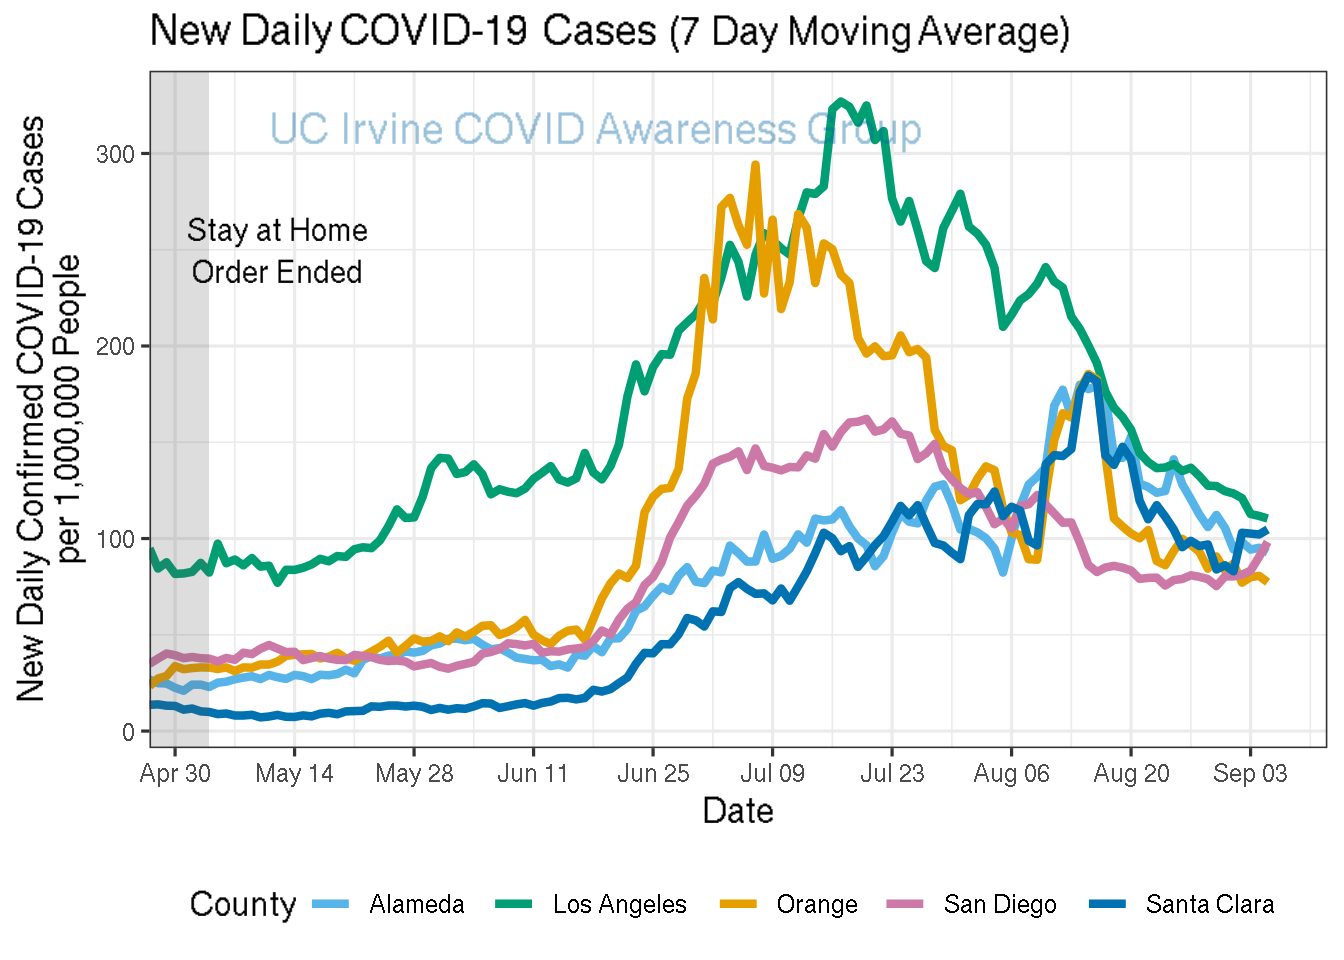 New Daily COVID-19 Cases (7 Day Moving Average)
UC Irvine COVID Awareness Group
Stay at Home
Order Ended
New Daily Confirmed COVID-19 Cases
per 1,000,000 People
300
200
100
0
Apr 30 May 14 May 28 Jun 11 Jun 25 Jul 09 Jul 23 Aug 06 Aug 20 Sep 03
Date
County Alameda Los Angeles Orange San Diego Santa Clara